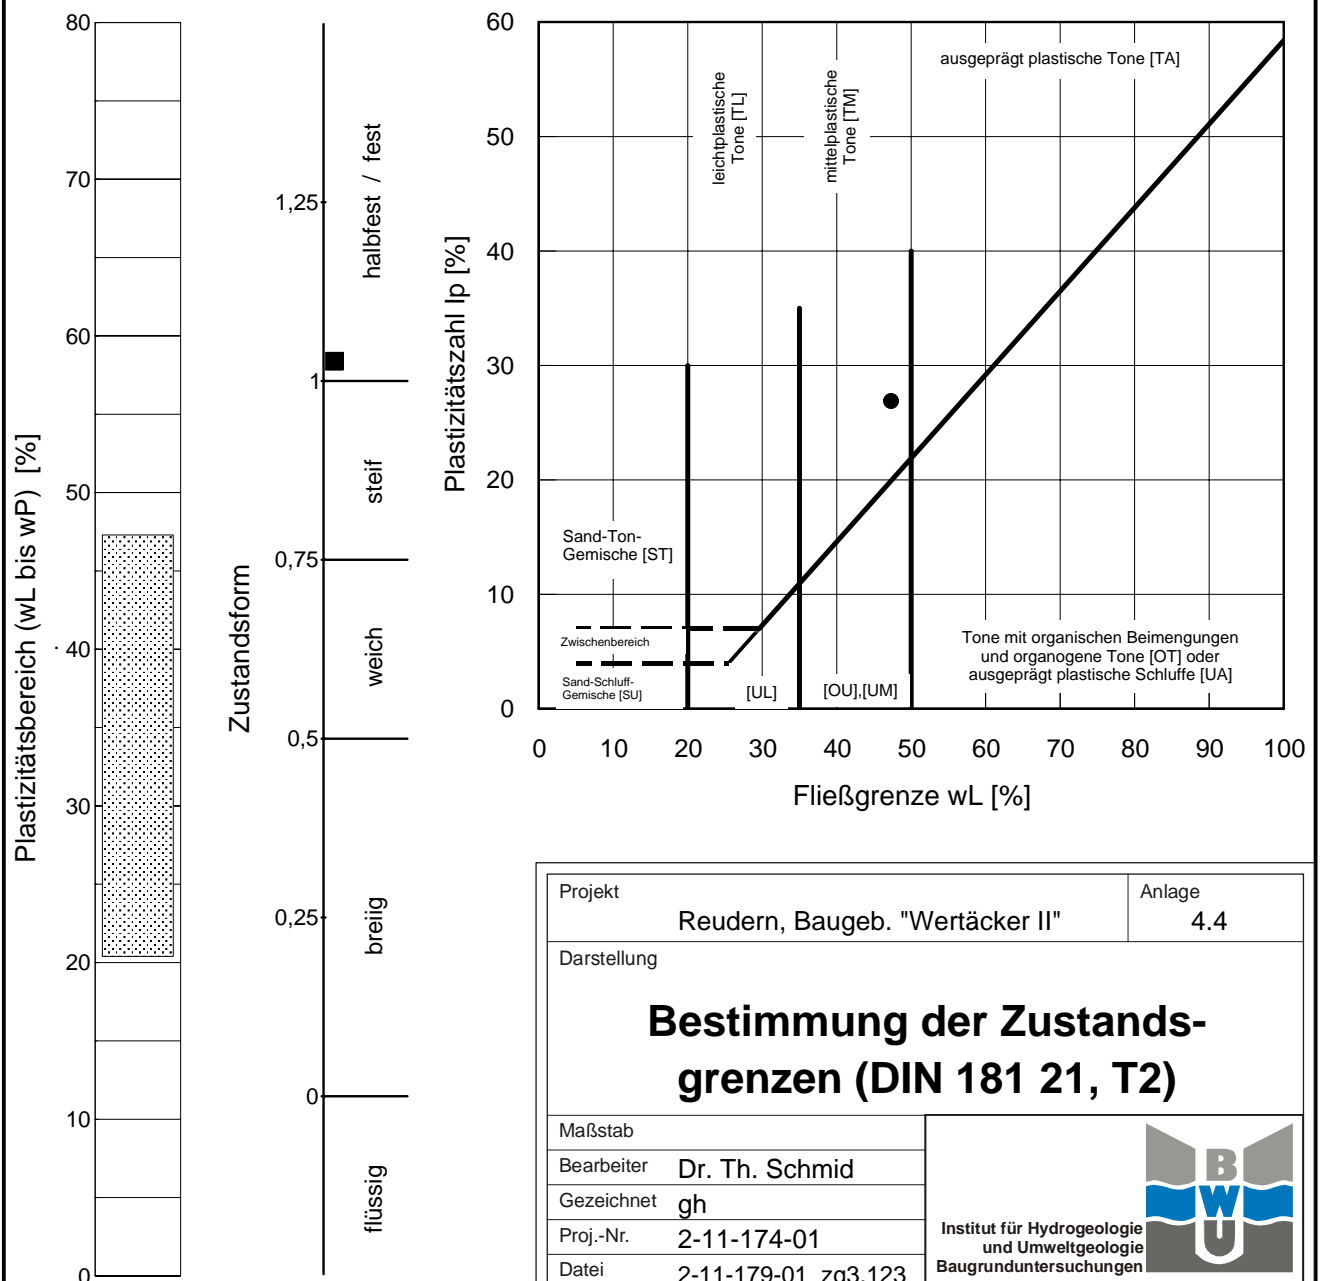 Plastizitätsbereich (wL bis wP) [%]
80
70
60
50
40
30
20
10
0
Zustandsform
1,25
1
0.75
0,5
0,25
0
halbfest / fest
steif
weich
breiig
flüssig
Plastizitätszahl Ip [%]
60
50
40
30
20
10
0
leichtplastische
Tone [TL]
mittelplastische
Tone [TM]
ausgeprägt plastische Tone [TA]
Sand-Ton-
Gemische [ST]
Zwischenbereich
Sand-Schluff-
Gemische [SU]
[UL]
[OU],[UM]
Tone mit organischen Beimengungen
und organogene Tone [OT] oder
ausgeprägt plastische Schluffe [UA]
0 10 20 30 40 50 60 70 80 90 100
Fließgrenze wL [%]
Projekt
Reudern, Baugeb. "Wertäcker II"
Anlage
4.4
Darstellung
Bestimmung der Zustands-
grenzen (DIN 181 21, T2)
Maßstab
Bearbeiter Dr. Th. Schmid
Gezeichnet gh
Proj.-Nr. 2-11-174-01
Datei 2-11-179-01_zg3.123
Institut für Hydrogeologie
und Umweltgeologie
Baugrunduntersuchungen
B
W
U